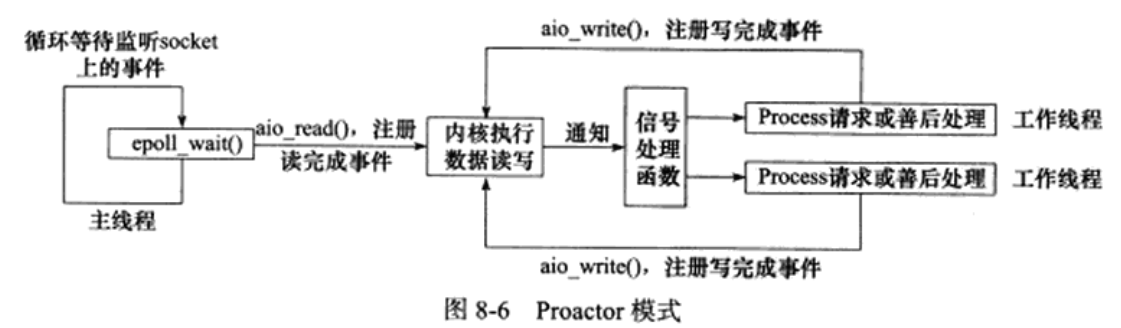 aio_write()，注册写完成事件
循环等待监听socket
上的事件
epoll_wait()
主线程
aio_read()，注册
读完成事件
内核执行
数据读写
通知
信号
处理
函数
Process请求或善后处理
工作线程
Process请求或善后处理
工作线程
aio_write()，注册写完成事件
图 8-6 Proactor 模式